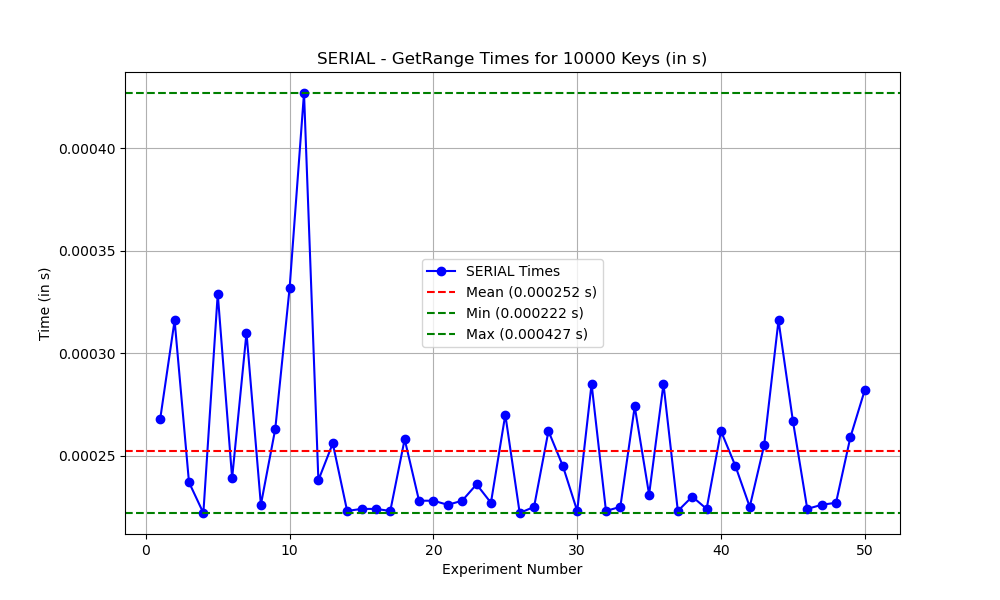 SERIAL - GetRange Times for 10000 Keys (in s)
0.00040
0.00035
0.00030
0.00025
Time (in s)
SERIAL Times
Mean (0.000252 s)
Min (0.000222 s)
Max (0.000427 s)
0 10 20 30 40 50
Experiment Number